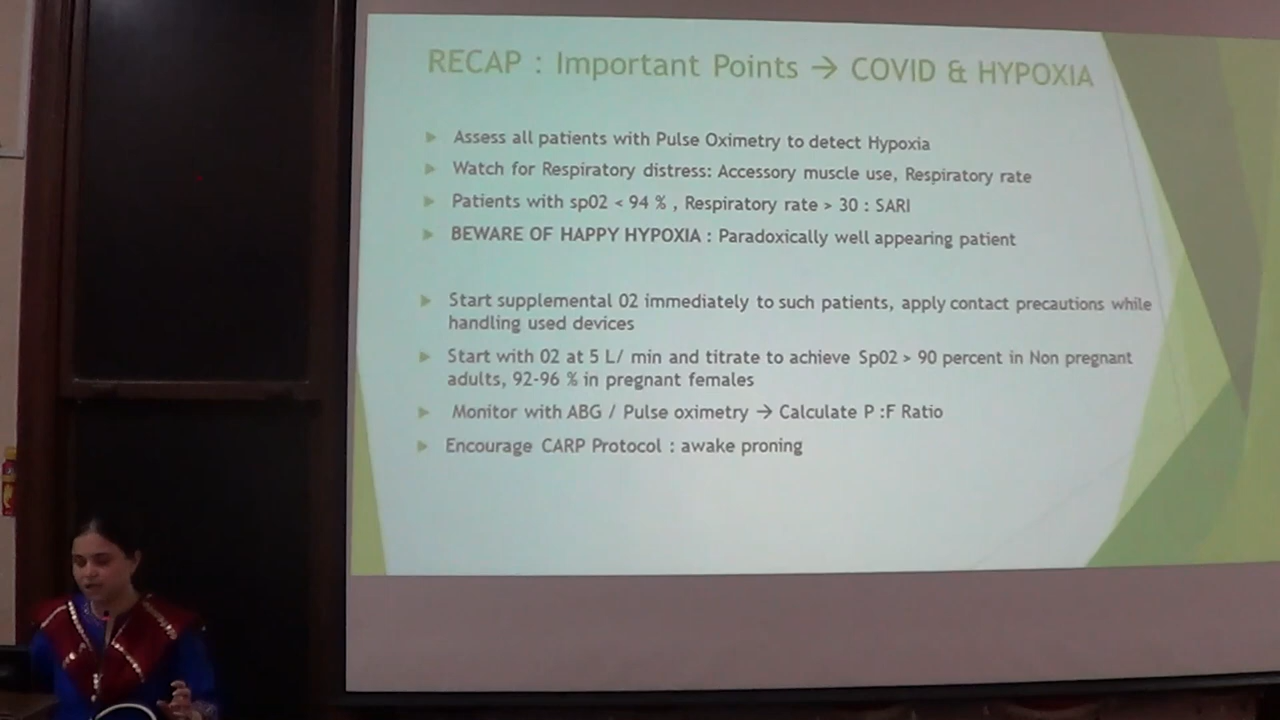 RECAP : Important Points → COVID & HYPOXIA
Assess all patients with Pulse Oximetry to detect Hypoxia
Watch for Respiratory distress: Accessory muscle use, Respiratory rate
Patients with sp02 < 94 % , Respiratory rate > 30 : SARI
BEWARE OF HAPPY HYPOXIA : Paradoxically well appearing patient
Start supplemental 02 immediately to such patients, apply contact precautions while
handling used devices
Start with 02 at 5 L/ min and titrate to achieve Sp02 > 90 percent in Non pregnant
adults, 92-96 % in pregnant females
Monitor with ABG / Pulse oximetry → Calculate P :F Ratio
Encourage CARP Protocol : awake proning